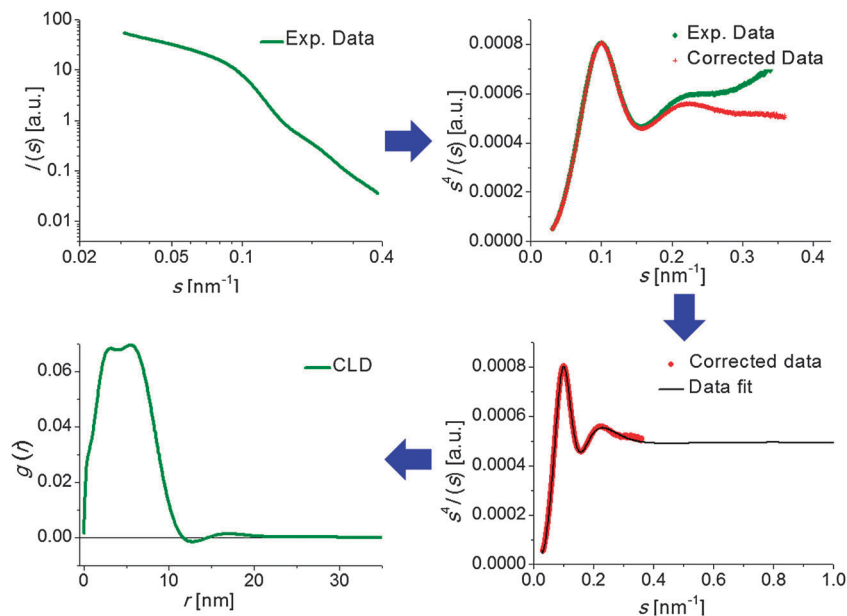 100
10
1
0.1
0.01
I (s) [a.u.]
Exp. Data
0.02 0.05 0.1 0.2 0.4
s [nm⁻¹]
0.0008
0.0006
0.0004
0.0002
0.0000
s⁴ I (s) [a.u.]
Exp. Data
Corrected Data
0.0 0.1 0.2 0.3 0.4
s [nm⁻¹]
0.06
0.04
0.02
0.00
g (r)
CLD
0 10 20 30
r [nm]
0.0008
0.0006
0.0004
0.0002
0.0000
s⁴ I (s) [a.u.]
Corrected data
Data fit
0.0 0.2 0.4 0.6 0.8 1.0
s [nm⁻¹]